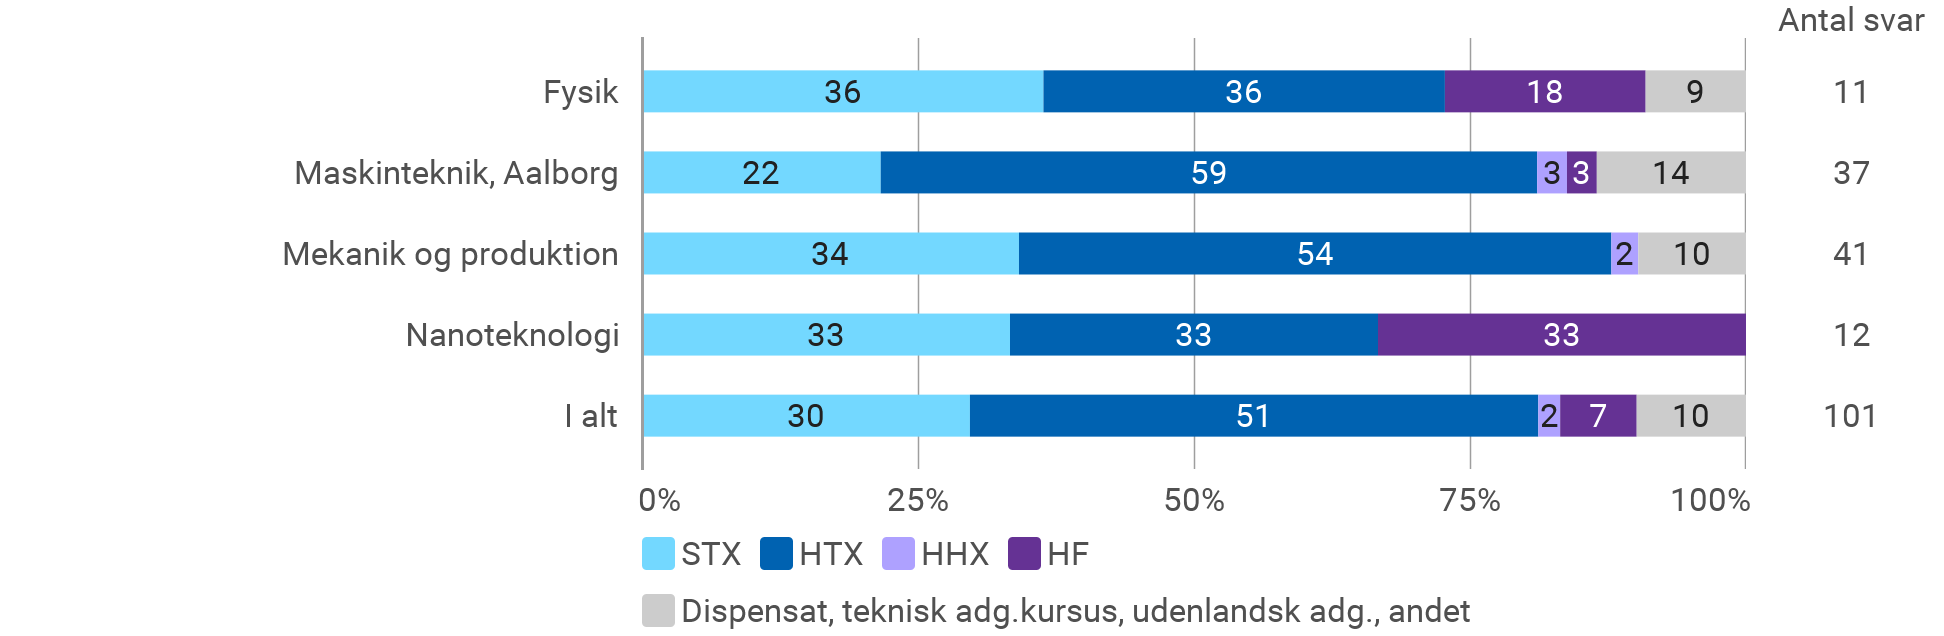 Antal svar
Fysik 36 36 18 9 11
Maskinteknik, Aalborg 22 59 3 3 14 37
Mekanik og produktion 34 54 2 10 41
Nanoteknologi 33 33 33 12
I alt 30 51 2 7 10 101
0% 25% 50% 75% 100%
STX HTX HHX HF
Dispensat, teknisk adg.kursus, udenlandsk adg., andet